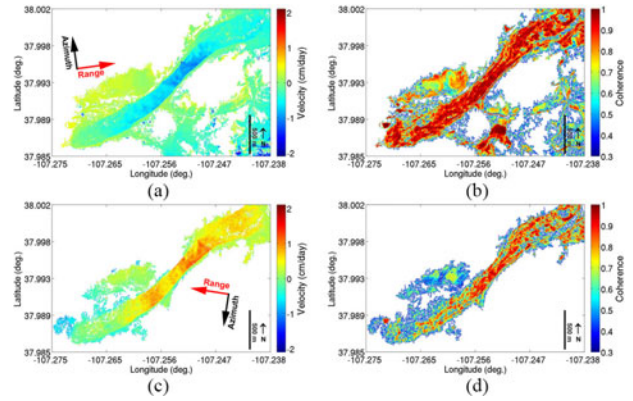 38.002
37.998
37.993
37.989
37.985
Latitude (deg.)
Azimuth
Range
500 m
N
-107.275 -107.265 -107.256 -107.247 -107.238
Longitude (deg.)
2
1
0
-1
-2
Velocity (cm/day)
(a)
38.002
37.998
37.993
37.989
37.985
Latitude (deg.)
500 m
N
-107.275 -107.265 -107.256 -107.247 -107.238
Longitude (deg.)
1
0.9
0.8
0.7
0.6
0.5
0.4
0.3
Coherence
(b)
38.002
37.998
37.993
37.989
37.985
Latitude (deg.)
Range
Azimuth
500 m
N
-107.275 -107.265 -107.256 -107.247 -107.238
Longitude (deg.)
2
1
0
-1
-2
Velocity (cm/day)
(c)
38.002
37.998
37.993
37.989
37.985
Latitude (deg.)
500 m
N
-107.275 -107.265 -107.256 -107.247 -107.238
Longitude (deg.)
1
0.9
0.8
0.7
0.6
0.5
0.4
0.3
Coherence
(d)